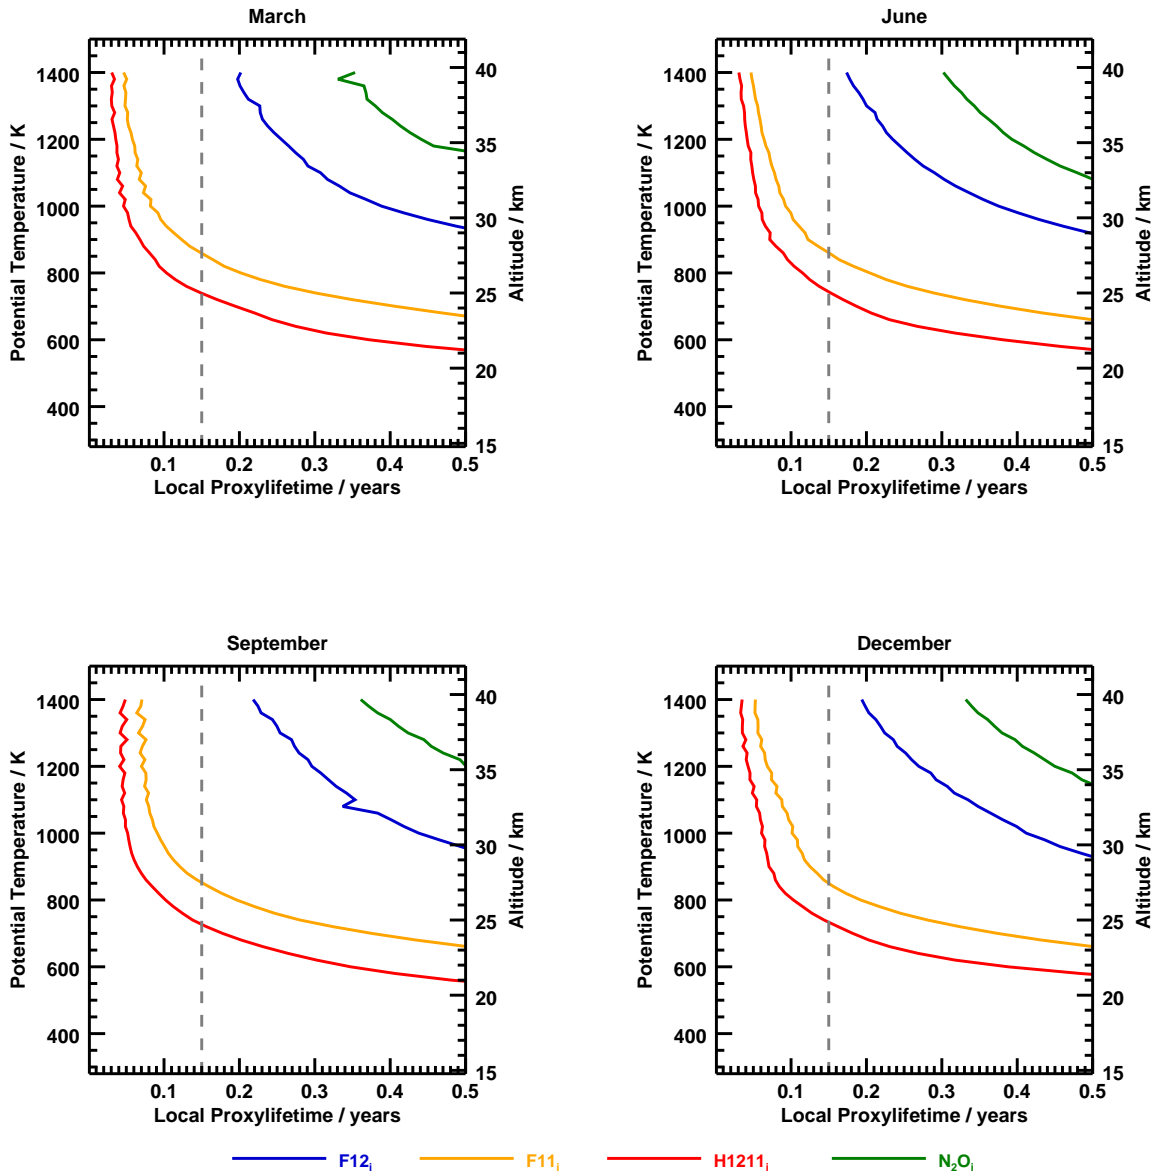 March
June
1400
1200
1000
800
600
400
Potential Temperature / K
40
35
30
25
20
15
Altitude / km
0.1 0.2 0.3 0.4 0.5
Local Proxylifetime / years
1400
1200
1000
800
600
400
Potential Temperature / K
40
35
30
25
20
15
Altitude / km
0.1 0.2 0.3 0.4 0.5
Local Proxylifetime / years
September
December
1400
1200
1000
800
600
400
Potential Temperature / K
40
35
30
25
20
15
Altitude / km
0.1 0.2 0.3 0.4 0.5
Local Proxylifetime / years
1400
1200
1000
800
600
400
Potential Temperature / K
40
35
30
25
20
15
Altitude / km
0.1 0.2 0.3 0.4 0.5
Local Proxylifetime / years
F12i F11i H1211i N2Oi